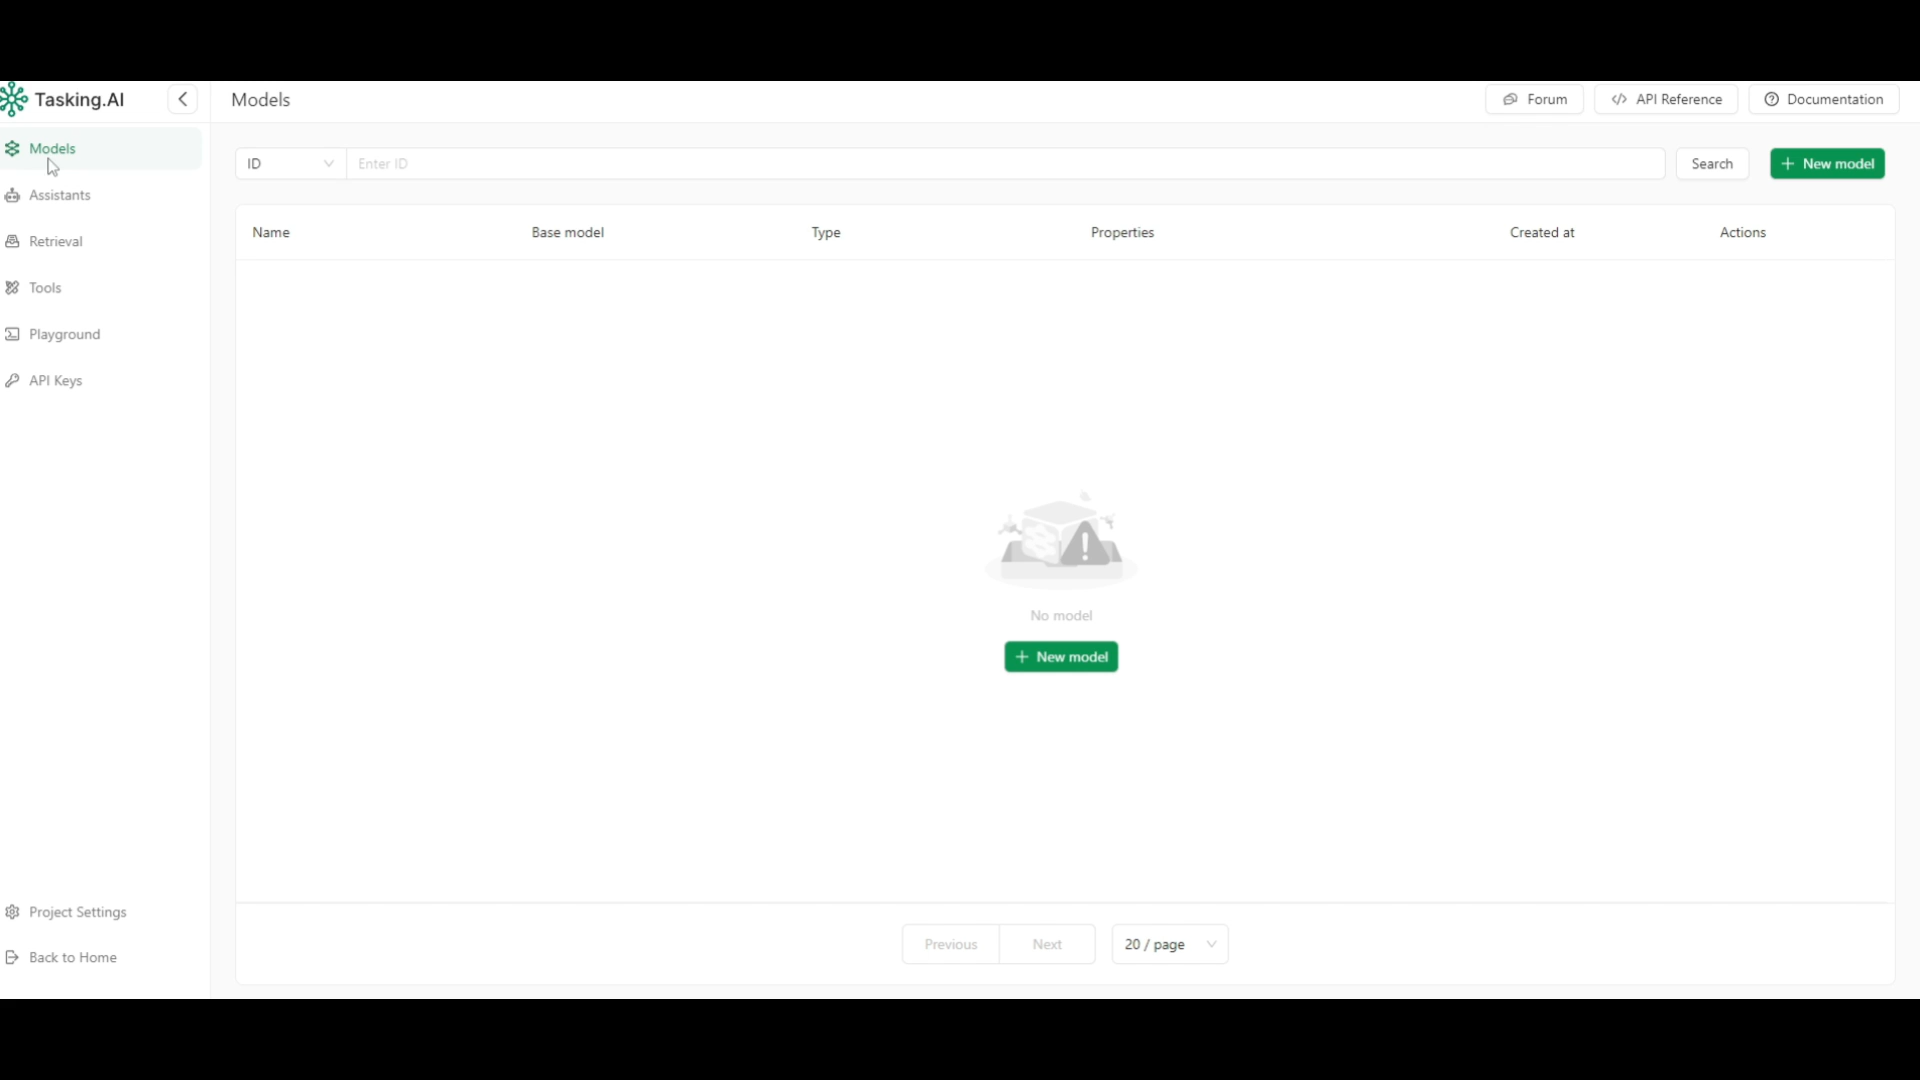 Tasking.AI
Models
Forum
API Reference
Documentation
Models
Assistants
Retrieval
Tools
Playground
API Keys
Project Settings
Back to Home
ID
Enter ID
Search
New model
Name Base model Type Properties Created at Actions
No model
New model
Previous
Next
20 / page